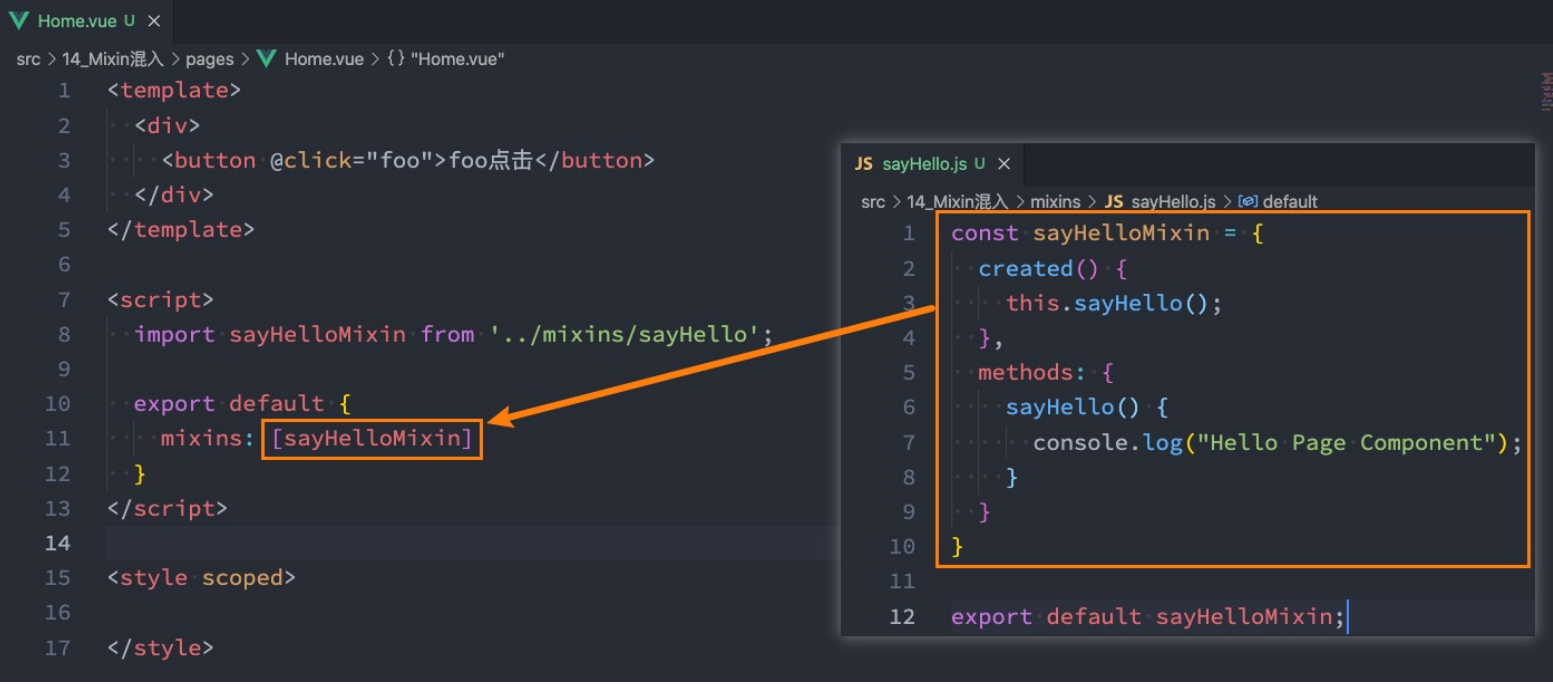 Home.vue U ×
src > 14_Mixin混入 > pages > Home.vue > {} "Home.vue"
1 <template>
2 <div>
3 <button @click="foo">foo点击</button>
4 </div>
5 </template>
6
7 <script>
8 import sayHelloMixin from '../mixins/sayHello';
9
10 export default {
11 mixins: [sayHelloMixin]
12 }
13 </script>
14
15 <style scoped>
16
17 </style>
JS sayHello.js U ×
src > 14_Mixin混入 > mixins > JS sayHello.js > default
1 const sayHelloMixin = {
2 created() {
3 this.sayHello();
4 },
5 methods: {
6 sayHello() {
7 console.log("Hello Page Component");
8 }
9 }
10 }
11
12 export default sayHelloMixin;